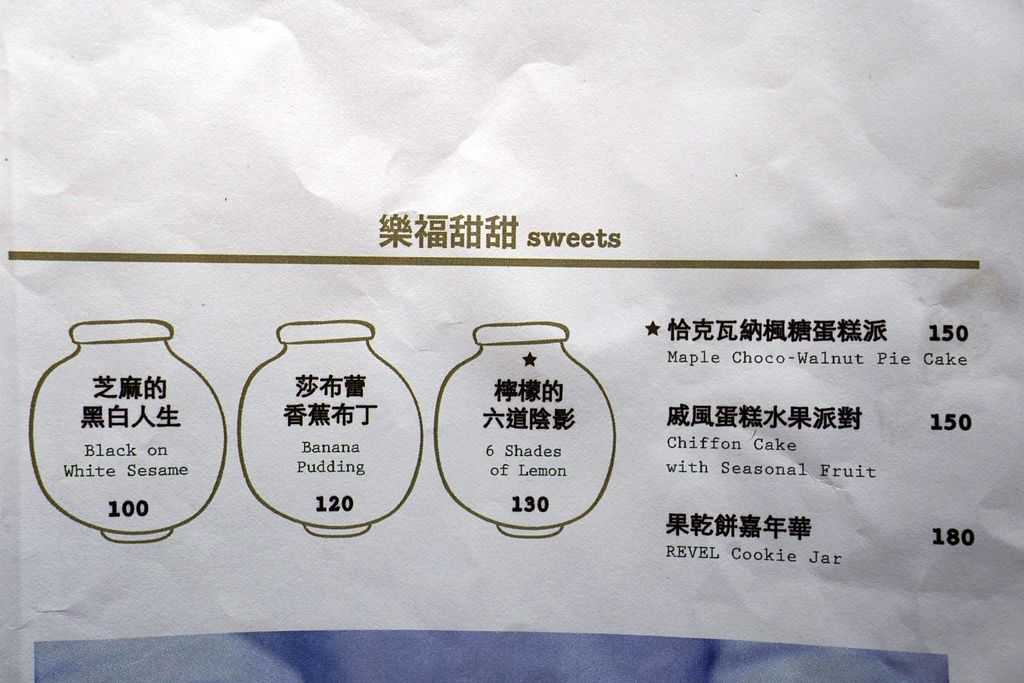 樂福甜甜 sweets
芝麻的
黑白人生
Black on
White Sesame
100
莎布蕾
香蕉布丁
Banana
Pudding
120
★
檸檬的
六道陰影
6 Shades
of Lemon
130
★ 恰克瓦納楓糖蛋糕派 150
Maple Choco-Walnut Pie Cake
戚風蛋糕水果派對 150
Chiffon Cake
with Seasonal Fruit
果乾餅嘉年華 180
REVEL Cookie Jar